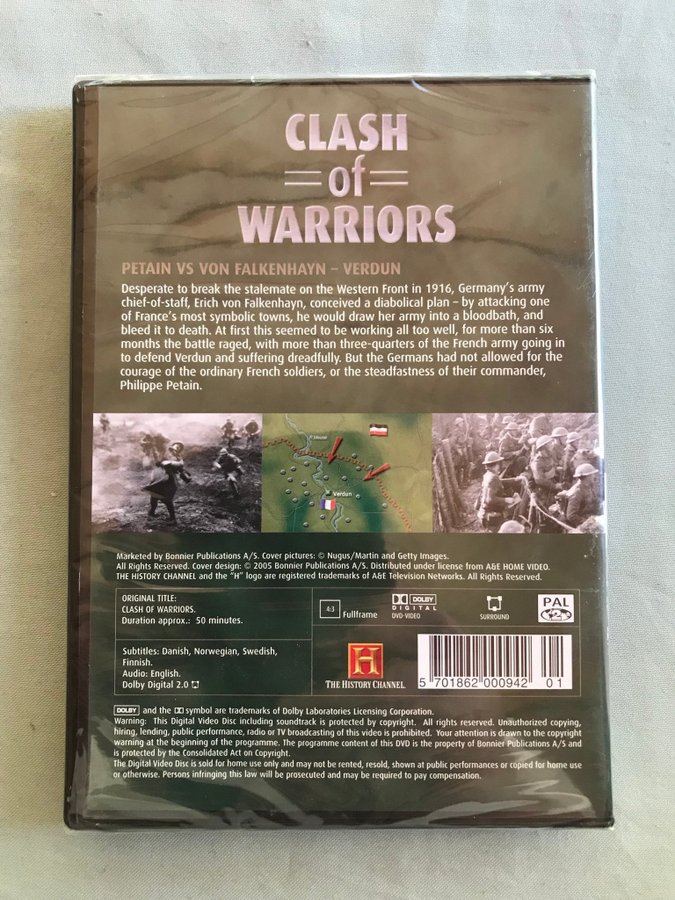 CLASH
of
WARRIORS
PETAIN VS VON FALKENHAYN – VERDUN
Desperate to break the stalemate on the Western Front in 1916, Germany's army
chief-of-staff, Erich von Falkenhayn, conceived a diabolical plan – by attacking one
of France's most symbolic towns, he would draw her army into a bloodbath, and
bleed it to death. At first this seemed to be working all too well, for more than six
months the battle raged, with more than three-quarters of the French army going in
to defend Verdun and suffering dreadfully. But the Germans had not allowed for the
courage of the ordinary French soldiers, or the steadfastness of their commander,
Philippe Petain.
R. Meuse
Verdun
Marketed by Bonnier Publications A/S. Cover pictures: © Nugus/Martin and Getty Images.
All Rights Reserved. Cover design: © 2005 Bonnier Publications A/S. Distributed under license from A&E HOME VIDEO.
THE HISTORY CHANNEL and the "H" logo are registered trademarks of A&E Television Networks. All Rights Reserved.
ORIGINAL TITLE:
CLASH OF WARRIORS.
Duration approx.: 50 minutes.
4:3 Fullframe
DOLBY
DIGITAL
DVD-VIDEO
SURROUND
PAL
2
Subtitles: Danish, Norwegian, Swedish,
Finnish.
Audio: English.
Dolby Digital 2.0
H
THE HISTORY CHANNEL
5 701862 000942 01
DOLBY and the DD symbol are trademarks of Dolby Laboratories Licensing Corporation.
Warning: This Digital Video Disc including soundtrack is protected by copyright. All rights reserved. Unauthorized copying,
hiring, lending, public performance, radio or TV broadcasting of this video is prohibited. Your attention is drawn to the copyright
warning at the beginning of the programme. The programme content of this DVD is the property of Bonnier Publications A/S and
is protected by the Consolidated Act on Copyright.
The Digital Video Disc is sold for home use only and may not be rented, resold, shown at public performances or copied for home use
or otherwise. Persons infringing this law will be prosecuted and may be required to pay compensation.